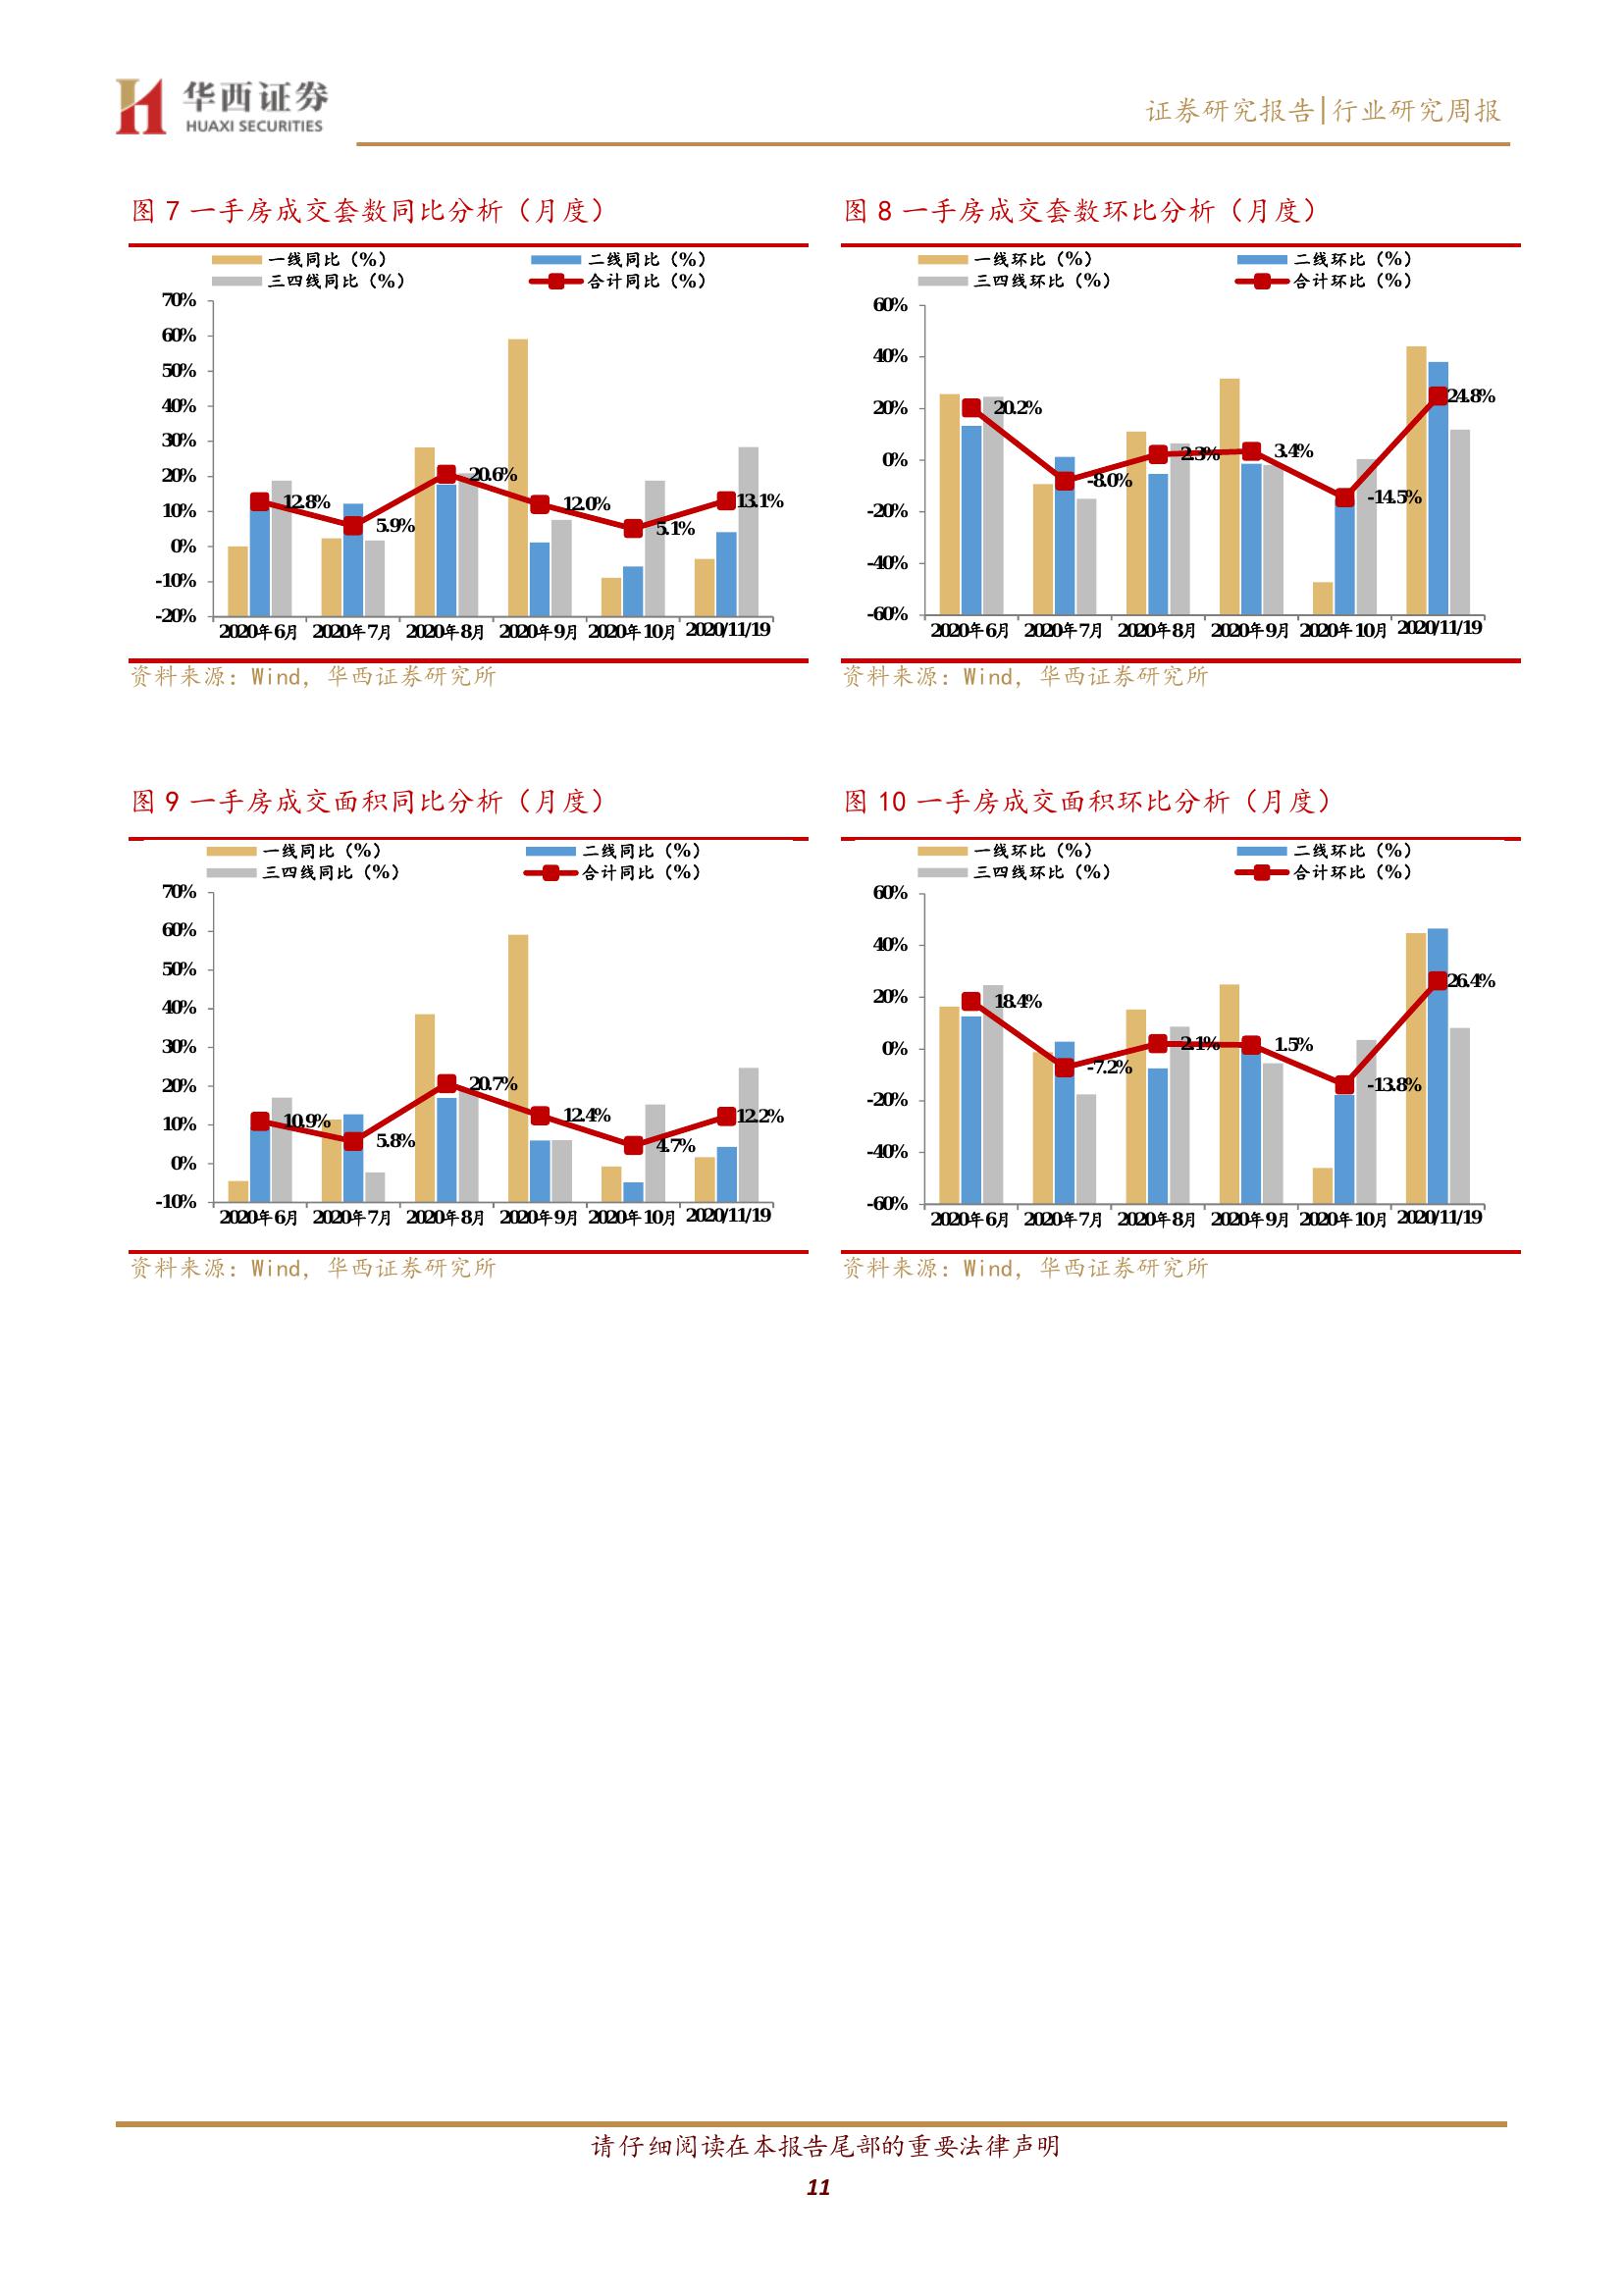 华西证券
HUAXI SECURITIES
证券研究报告|行业研究周报
图 7 一手房成交套数同比分析（月度）
一线同比（%） 二线同比（%）
三四线同比（%） 合计同比（%）
70%
60%
50%
40%
30%
20%
10%
0%
-10%
-20%
12.8%
5.9%
20.6%
12.0%
5.1%
13.1%
2020年6月 2020年7月 2020年8月 2020年9月 2020年10月 2020/11/19
资料来源：Wind，华西证券研究所
图 8 一手房成交套数环比分析（月度）
一线环比（%） 二线环比（%）
三四线环比（%） 合计环比（%）
60%
40%
20%
0%
-20%
-40%
-60%
20.2%
-8.0%
2.3%
3.4%
-14.5%
24.8%
2020年6月 2020年7月 2020年8月 2020年9月 2020年10月 2020/11/19
资料来源：Wind，华西证券研究所
图 9 一手房成交面积同比分析（月度）
一线同比（%） 二线同比（%）
三四线同比（%） 合计同比（%）
70%
60%
50%
40%
30%
20%
10%
0%
-10%
10.9%
5.8%
20.7%
12.4%
4.7%
12.2%
2020年6月 2020年7月 2020年8月 2020年9月 2020年10月 2020/11/19
资料来源：Wind，华西证券研究所
图 10 一手房成交面积环比分析（月度）
一线环比（%） 二线环比（%）
三四线环比（%） 合计环比（%）
60%
40%
20%
0%
-20%
-40%
-60%
18.4%
-7.2%
2.1%
1.5%
-13.8%
26.4%
2020年6月 2020年7月 2020年8月 2020年9月 2020年10月 2020/11/19
资料来源：Wind，华西证券研究所
请仔细阅读在本报告尾部的重要法律声明
11